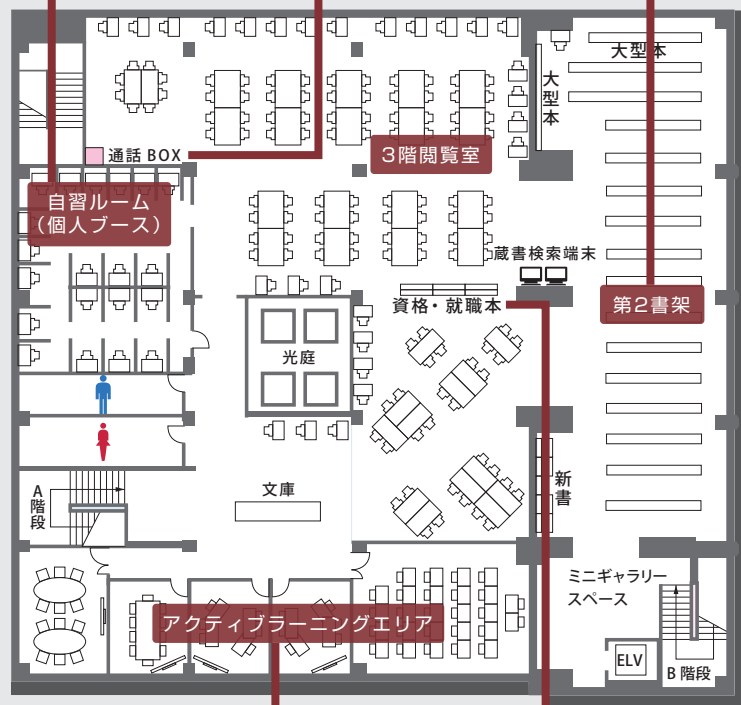 大型本
大型本
通話 BOX
3階閲覧室
自習ルーム
（個人ブース）
蔵書検索端末
資格・就職本
第2書架
光庭
文庫
A階段
新書
ミニギャラリー
スペース
アクティブラーニングエリア
ELV
B 階段